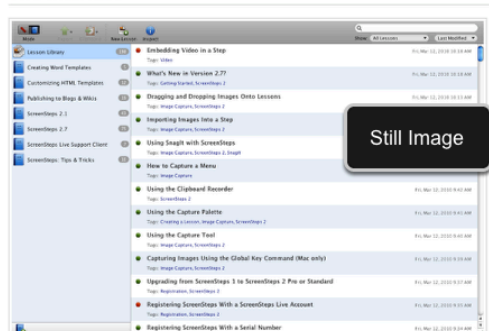 Mode
New Lesson
Inspect
Show
All Lessons
Last Modified
Lesson Library
Creating Word Templates
Customizing HTML Templates
Publishing to Blogs & Wikis
ScreenSteps 2.1
ScreenSteps 2.7
ScreenSteps Live Support Client
ScreenSteps: Tips & Tricks
Embedding Video in a Step
Tags: Video
What's New in Version 2.7?
Tags: Getting Started, ScreenSteps 2
Dragging and Dropping Images Onto Lessons
Tags: Image Capture, ScreenSteps 2
Importing Images Into a Step
Tags: Image Capture, ScreenSteps 2
Using SnagIt with ScreenSteps
Tags: Image Capture, ScreenSteps 2, SnagIt
How to Capture a Menu
Tags: Image Capture
Using the Clipboard Recorder
Tags: ScreenSteps 2
Fri, Mar 12, 2010 9:42 AM
Using the Capture Palette
Tags: Creating a Lesson, Image Capture, ScreenSteps 2
Using the Capture Tool
Tags: Image Capture, ScreenSteps 2
Capturing Images Using the Global Key Command (Mac only)
Tags: Image Capture, ScreenSteps 2
Upgrading from ScreenSteps 1 to ScreenSteps 2 Pro or Standard
Tags: Registration, ScreenSteps 2
Registering ScreenSteps With a ScreenSteps Live Account
Tags: Registration, ScreenSteps 2
Registering ScreenSteps With a Serial Number
Still Image